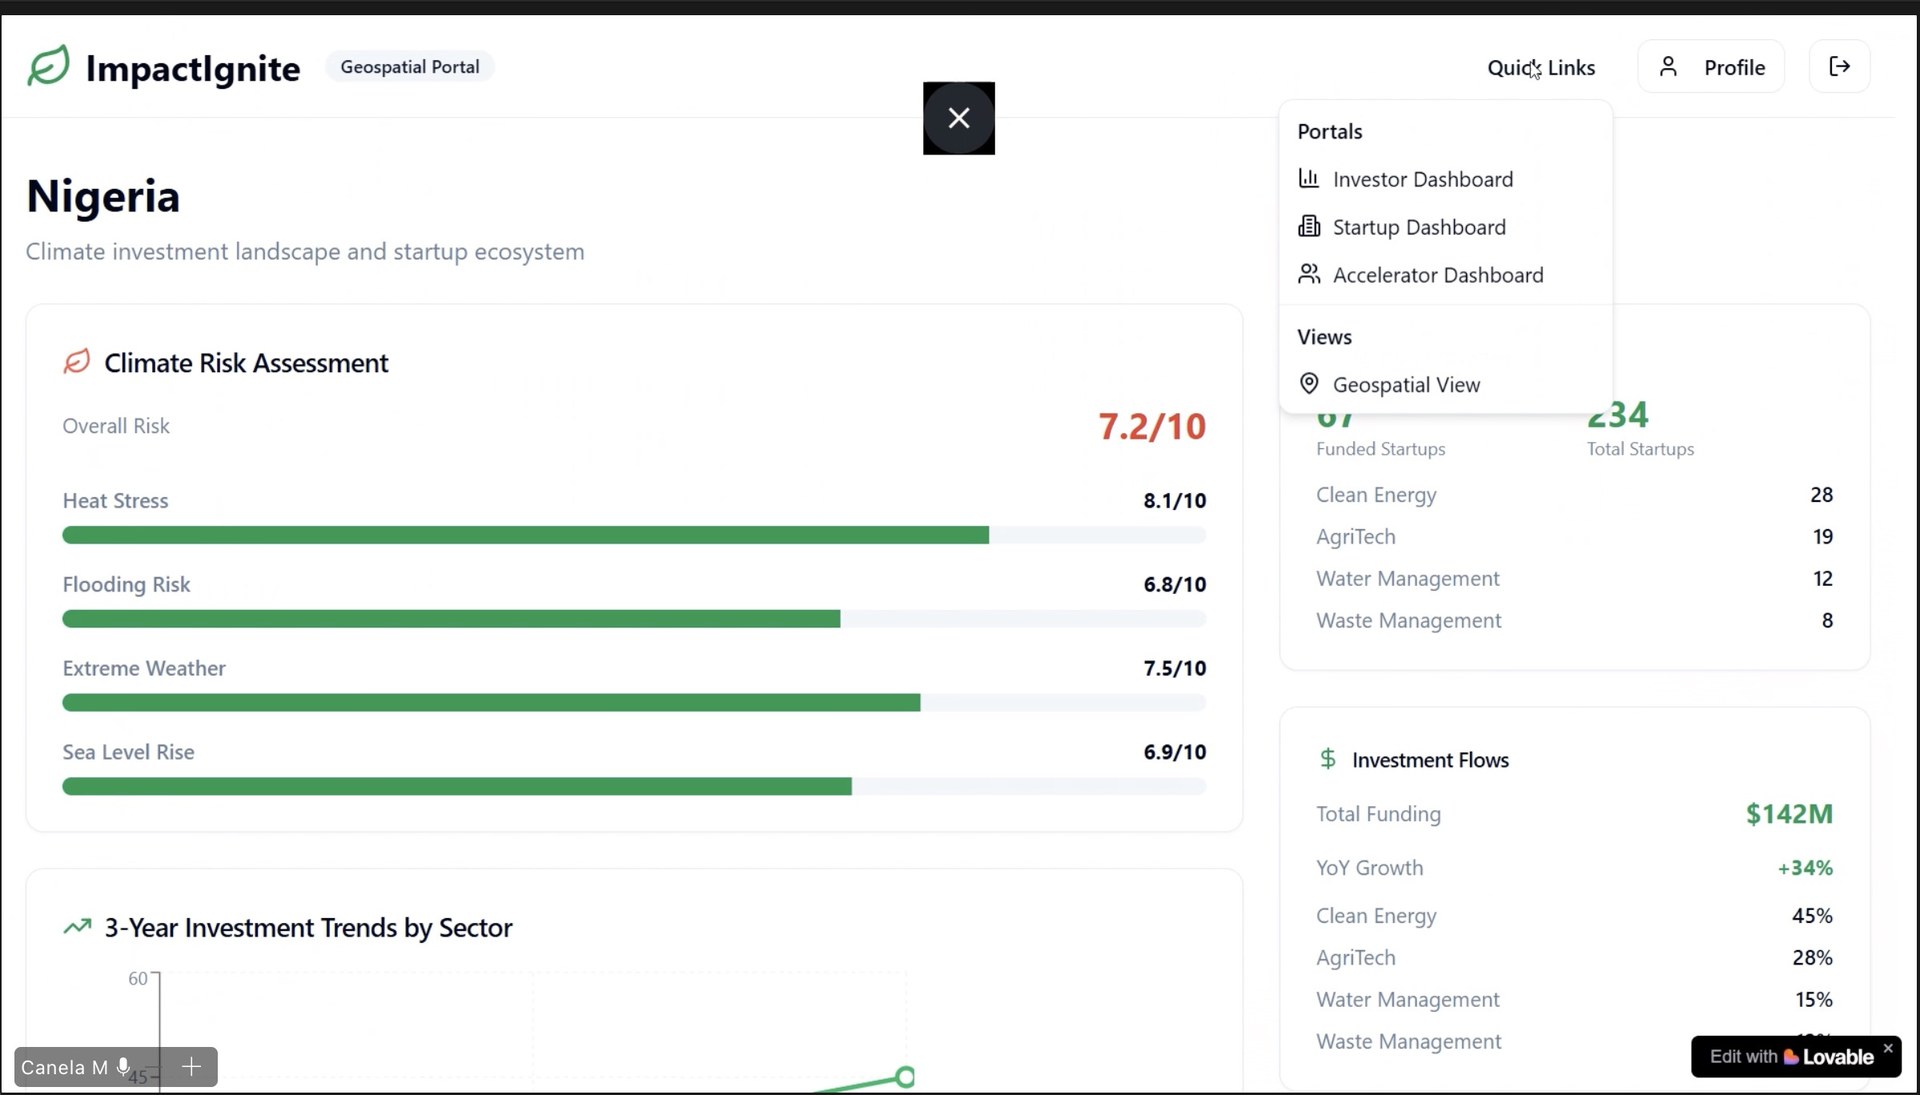 ImpactIgnite
Geospatial Portal
Quick Links
Profile
Portals
Investor Dashboard
Startup Dashboard
Accelerator Dashboard
Views
Geospatial View
Nigeria
Climate investment landscape and startup ecosystem
Climate Risk Assessment
Overall Risk 7.2/10
Heat Stress 8.1/10
Flooding Risk 6.8/10
Extreme Weather 7.5/10
Sea Level Rise 6.9/10
3-Year Investment Trends by Sector
60
45
67 234
Funded Startups Total Startups
Clean Energy 28
AgriTech 19
Water Management 12
Waste Management 8
$ Investment Flows
Total Funding $142M
YoY Growth +34%
Clean Energy 45%
AgriTech 28%
Water Management 15%
Waste Management
Edit with Lovable
Canela M